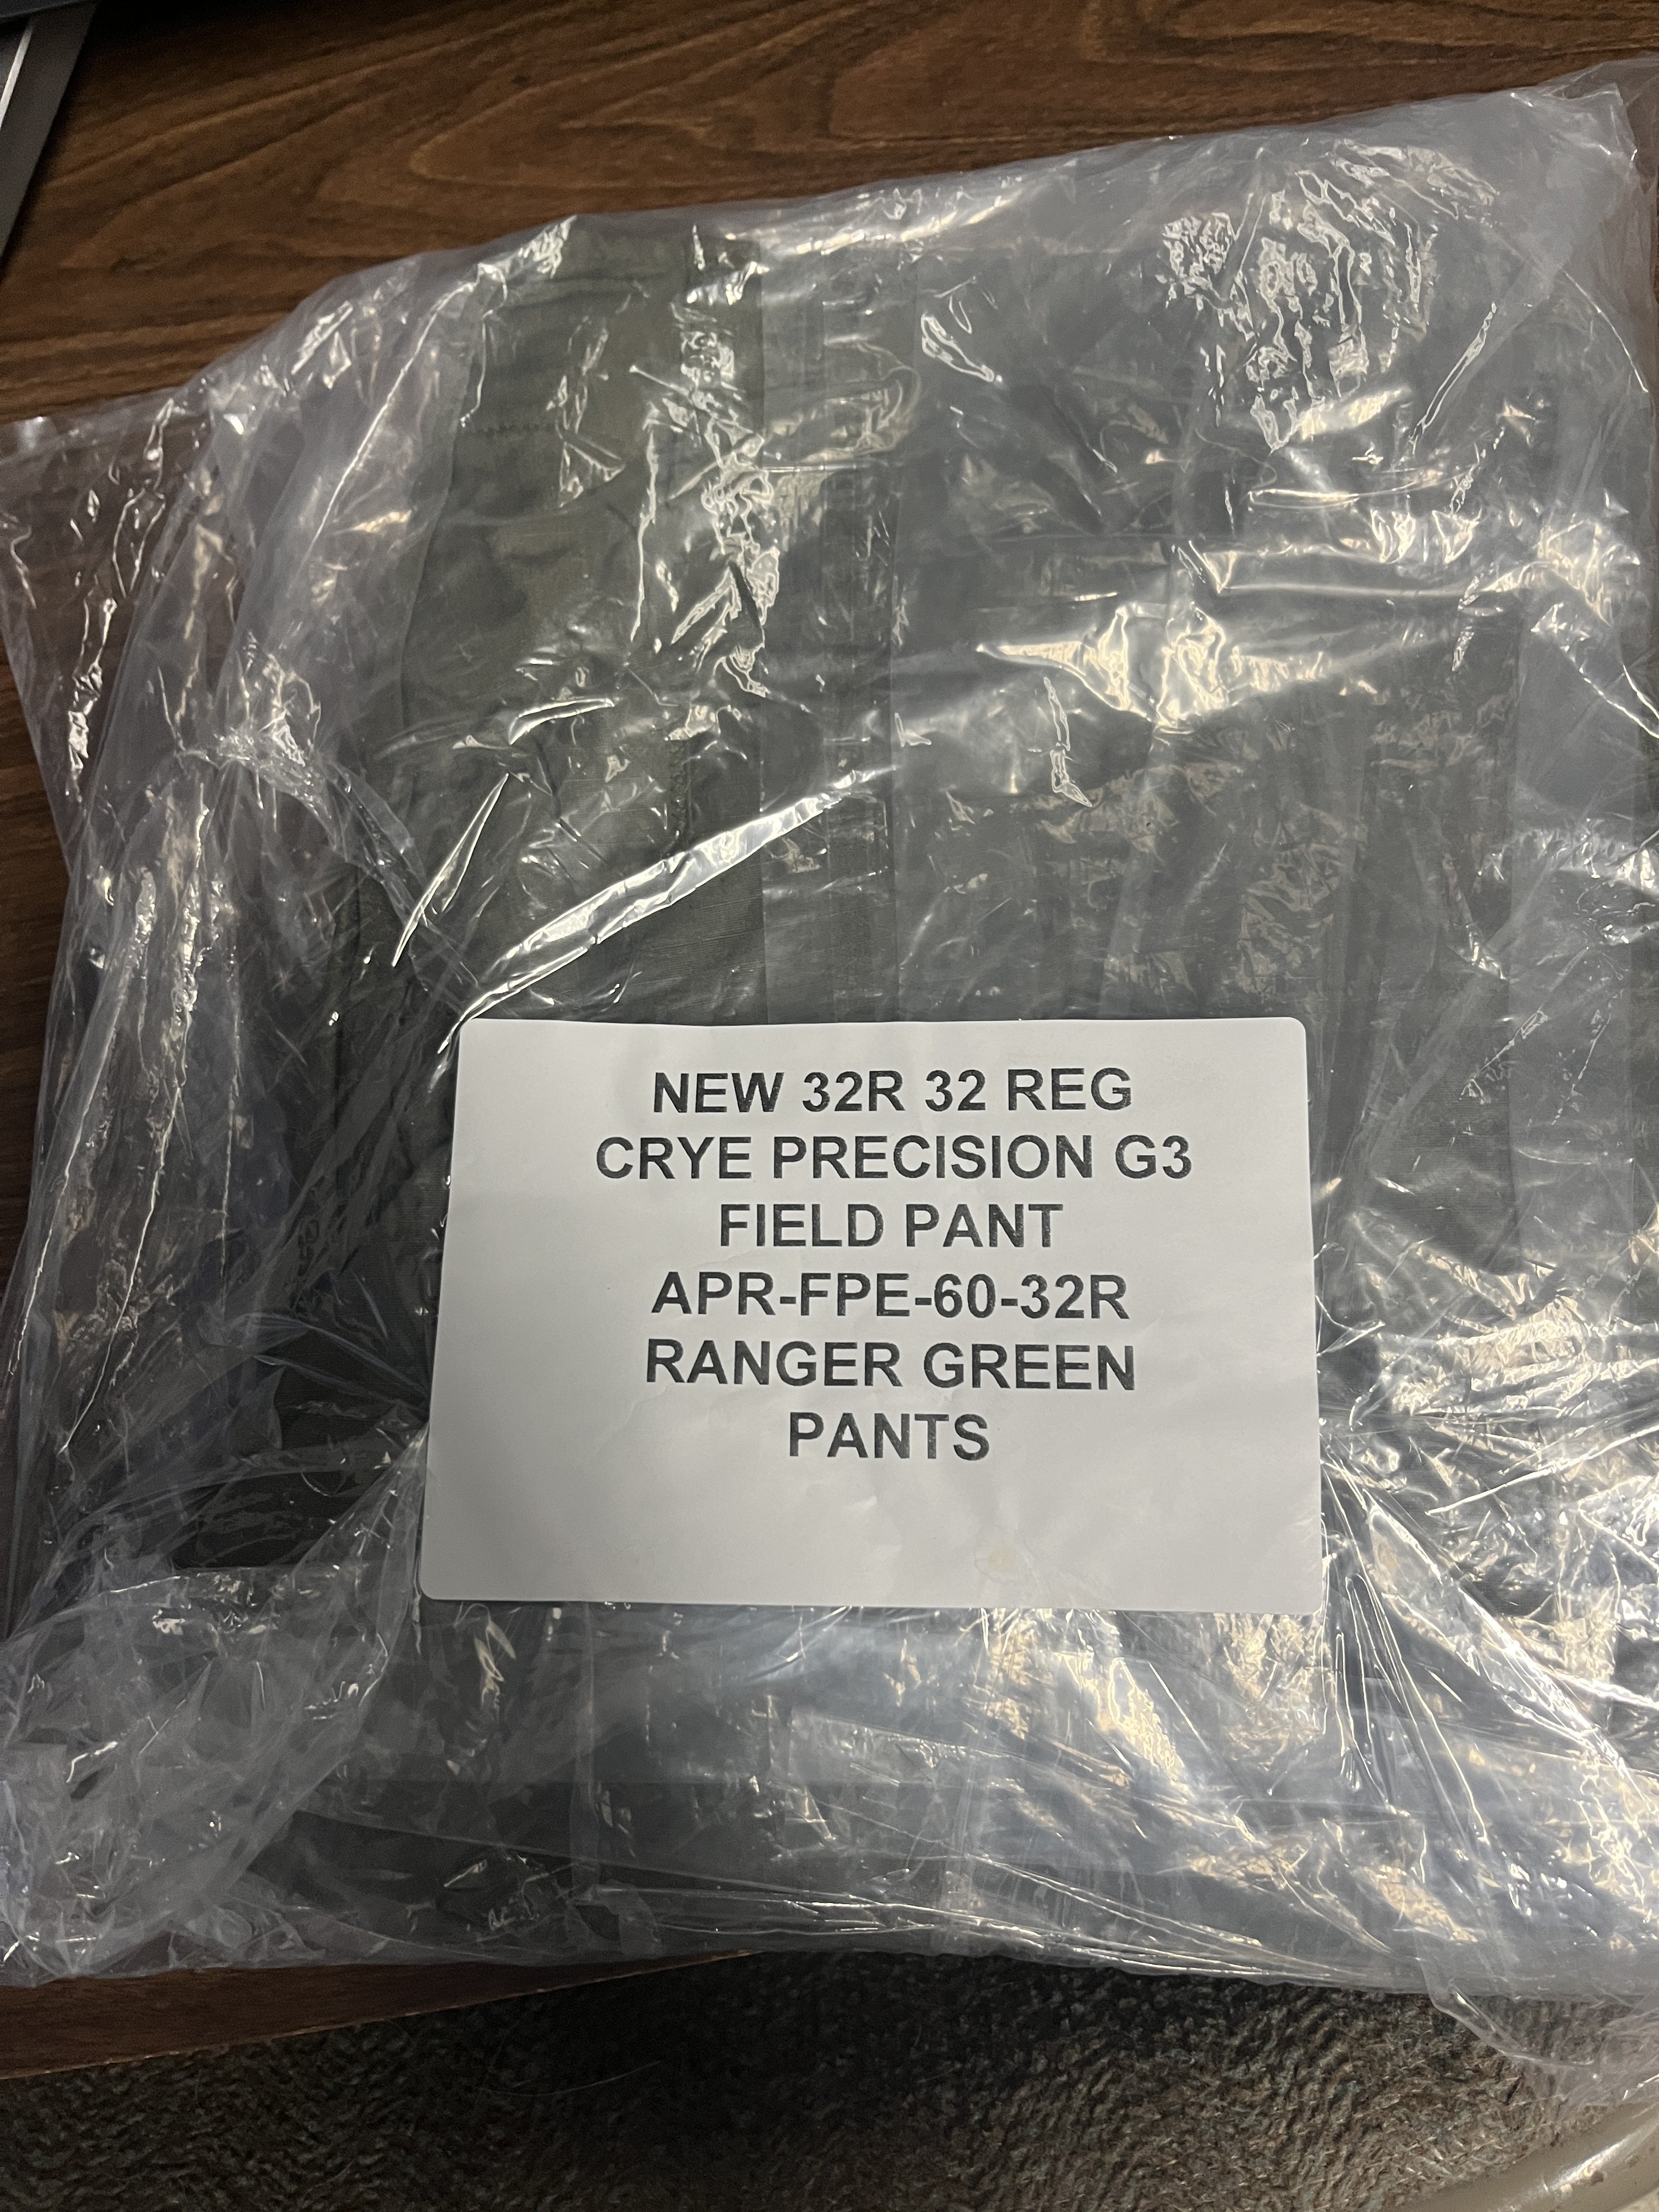 NEW 32R 32 REG
CRYE PRECISION G3
FIELD PANT
APR-FPE-60-32R
RANGER GREEN
PANTS